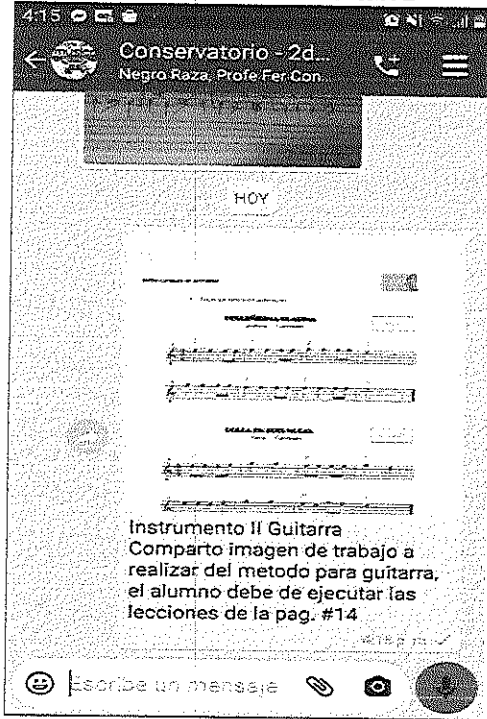 4:15
Conservatorio - 2d...
Negro Raza, Profe Fer Con...
HOY
Instrumento II Guitarra
Comparto imagen de trabajo a
realizar del metodo para guitarra,
el alumno debe de ejecutar las
lecciones de la pag. #14
Escribe un mensaje